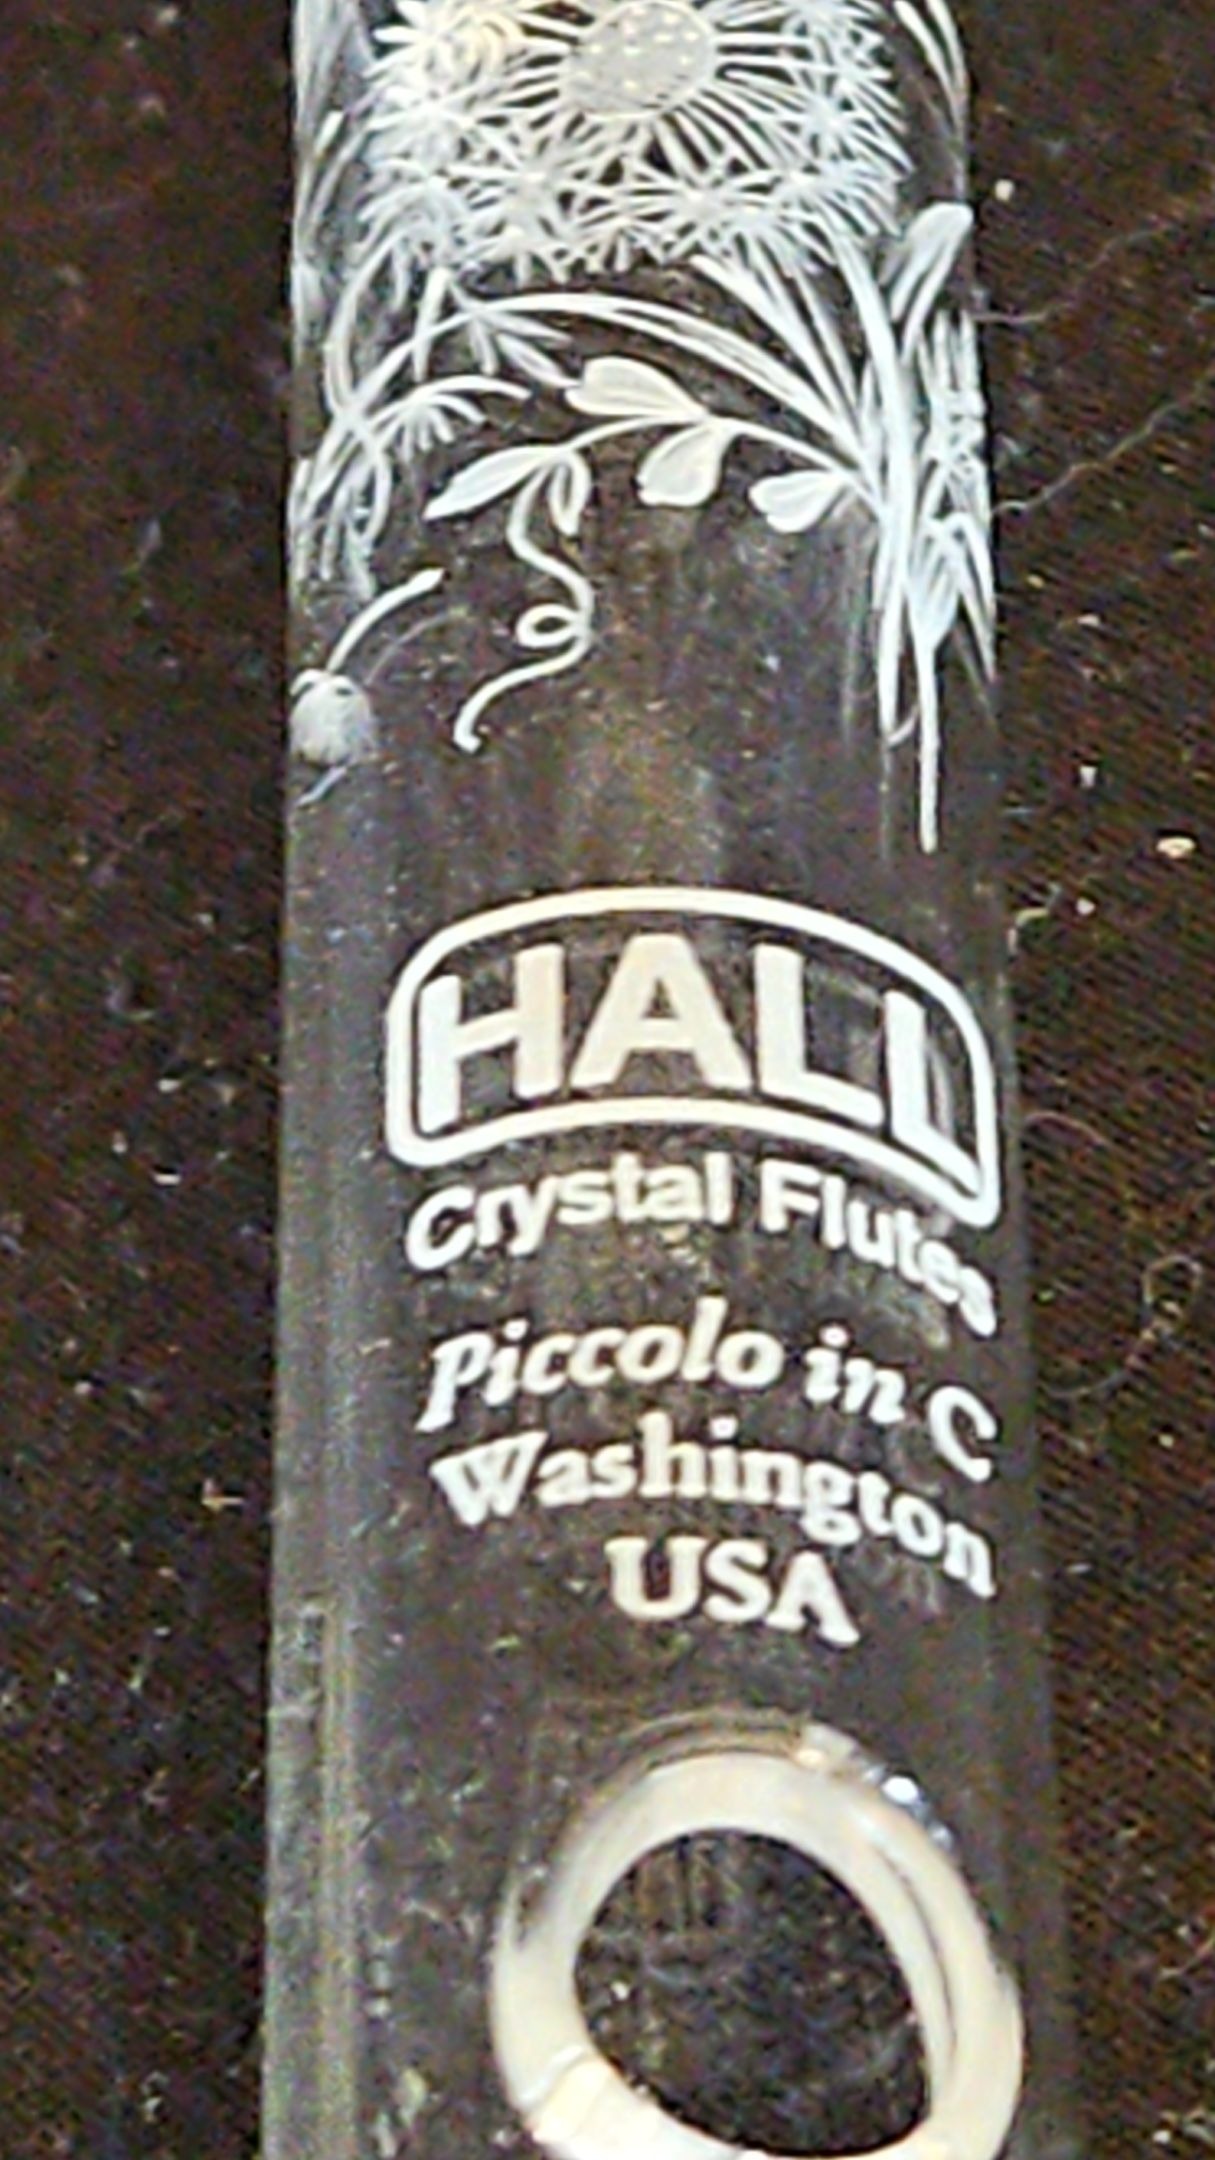 HALL
Crystal Flutes
Piccolo in C
Washington
USA